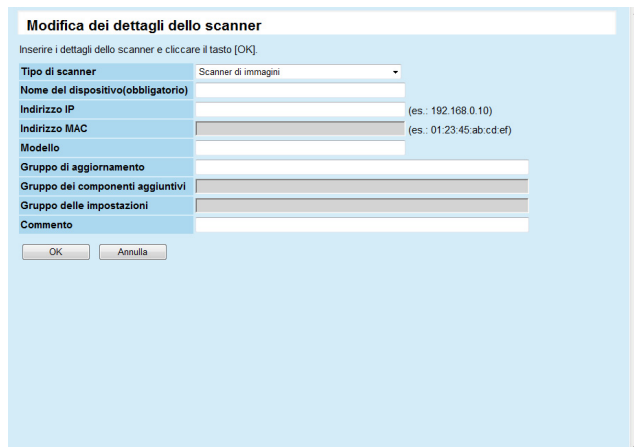 Modifica dei dettagli dello scanner
Inserire i dettagli dello scanner e cliccare il tasto [OK].
Tipo di scanner Scanner di immagini
Nome del dispositivo(obbligatorio)
Indirizzo IP (es.: 192.168.0.10)
Indirizzo MAC (es.: 01:23:45:ab:cd:ef)
Modello
Gruppo di aggiornamento
Gruppo dei componenti aggiuntivi
Gruppo delle impostazioni
Commento
OK Annulla